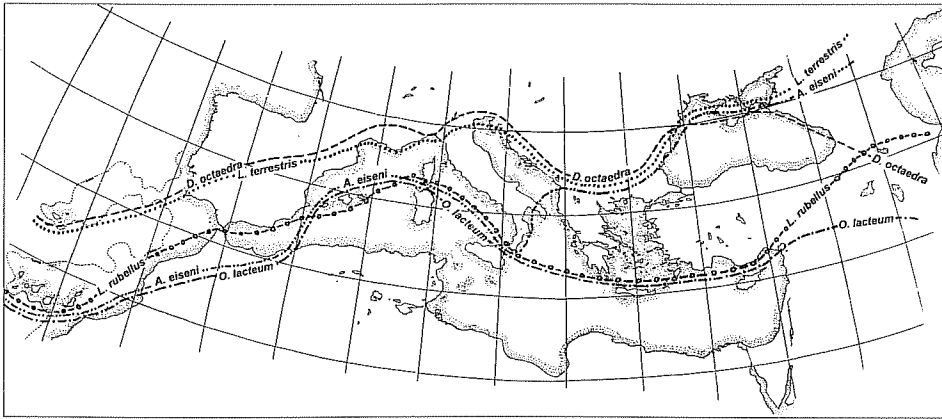 L. terrestris
A. eiseni
D. octaedra
L. terrestris
A. eiseni
O. lacteum
D. octaedra
D. octaedra
L. rubellus
L. rubellus
A. eiseni
O. lacteum
O. lacteum